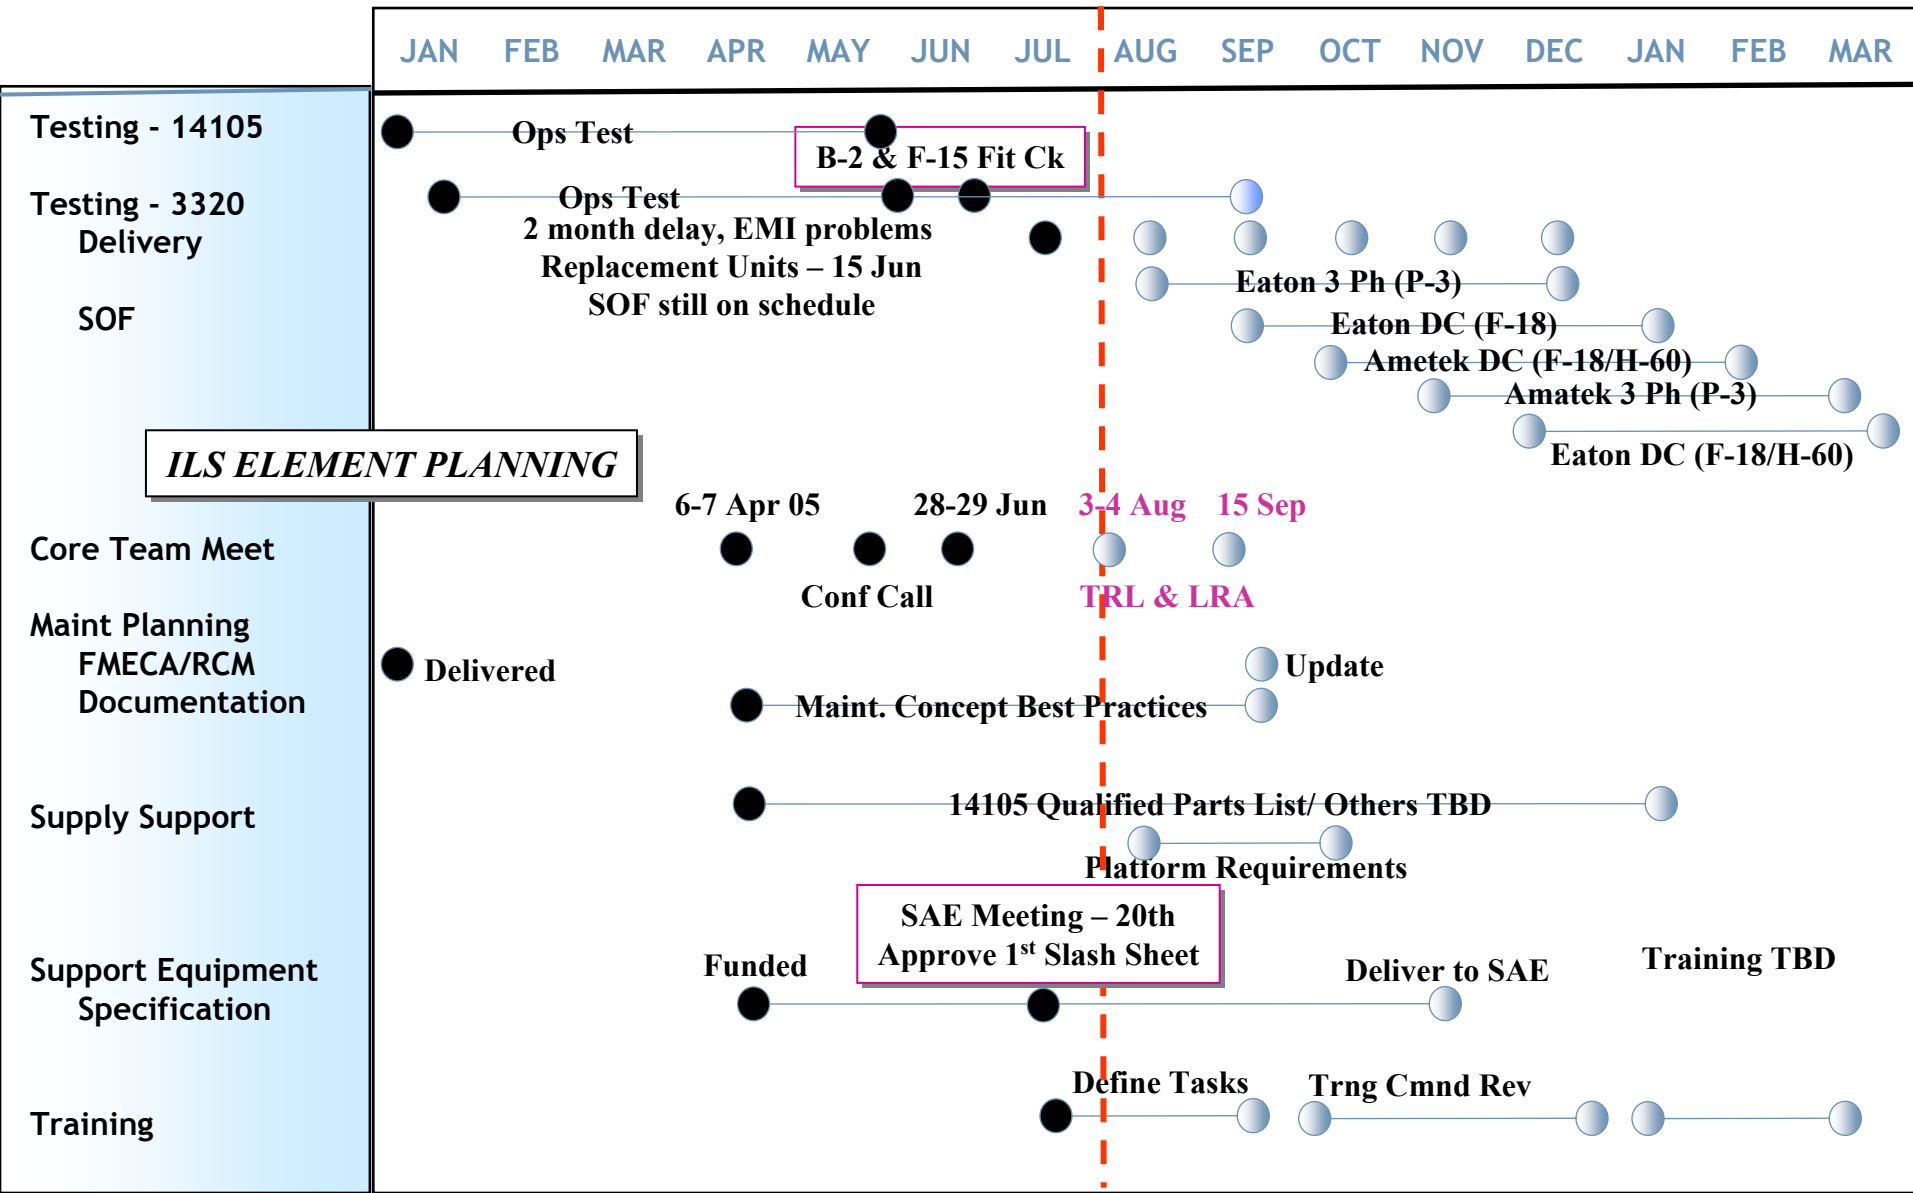 JAN FEB MAR APR MAY JUN JUL AUG SEP OCT NOV DEC JAN FEB MAR
Testing - 14105
Ops Test
B-2 & F-15 Fit Ck
Testing - 3320
Ops Test
Delivery
2 month delay, EMI problems
Replacement Units – 15 Jun
SOF still on schedule
Eaton 3 Ph (P-3)
SOF
Eaton DC (F-18)
Ametek DC (F-18/H-60)
Amatek 3 Ph (P-3)
Eaton DC (F-18/H-60)
ILS ELEMENT PLANNING
6-7 Apr 05 28-29 Jun 3-4 Aug 15 Sep
Core Team Meet
Conf Call TRL & LRA
Maint Planning
FMECA/RCM
Delivered Update
Documentation
Maint. Concept Best Practices
Supply Support
14105 Qualified Parts List/ Others TBD
Platform Requirements
SAE Meeting – 20th
Approve 1st Slash Sheet
Support Equipment
Specification
Funded
Deliver to SAE
Training TBD
Define Tasks Trng Cmnd Rev
Training